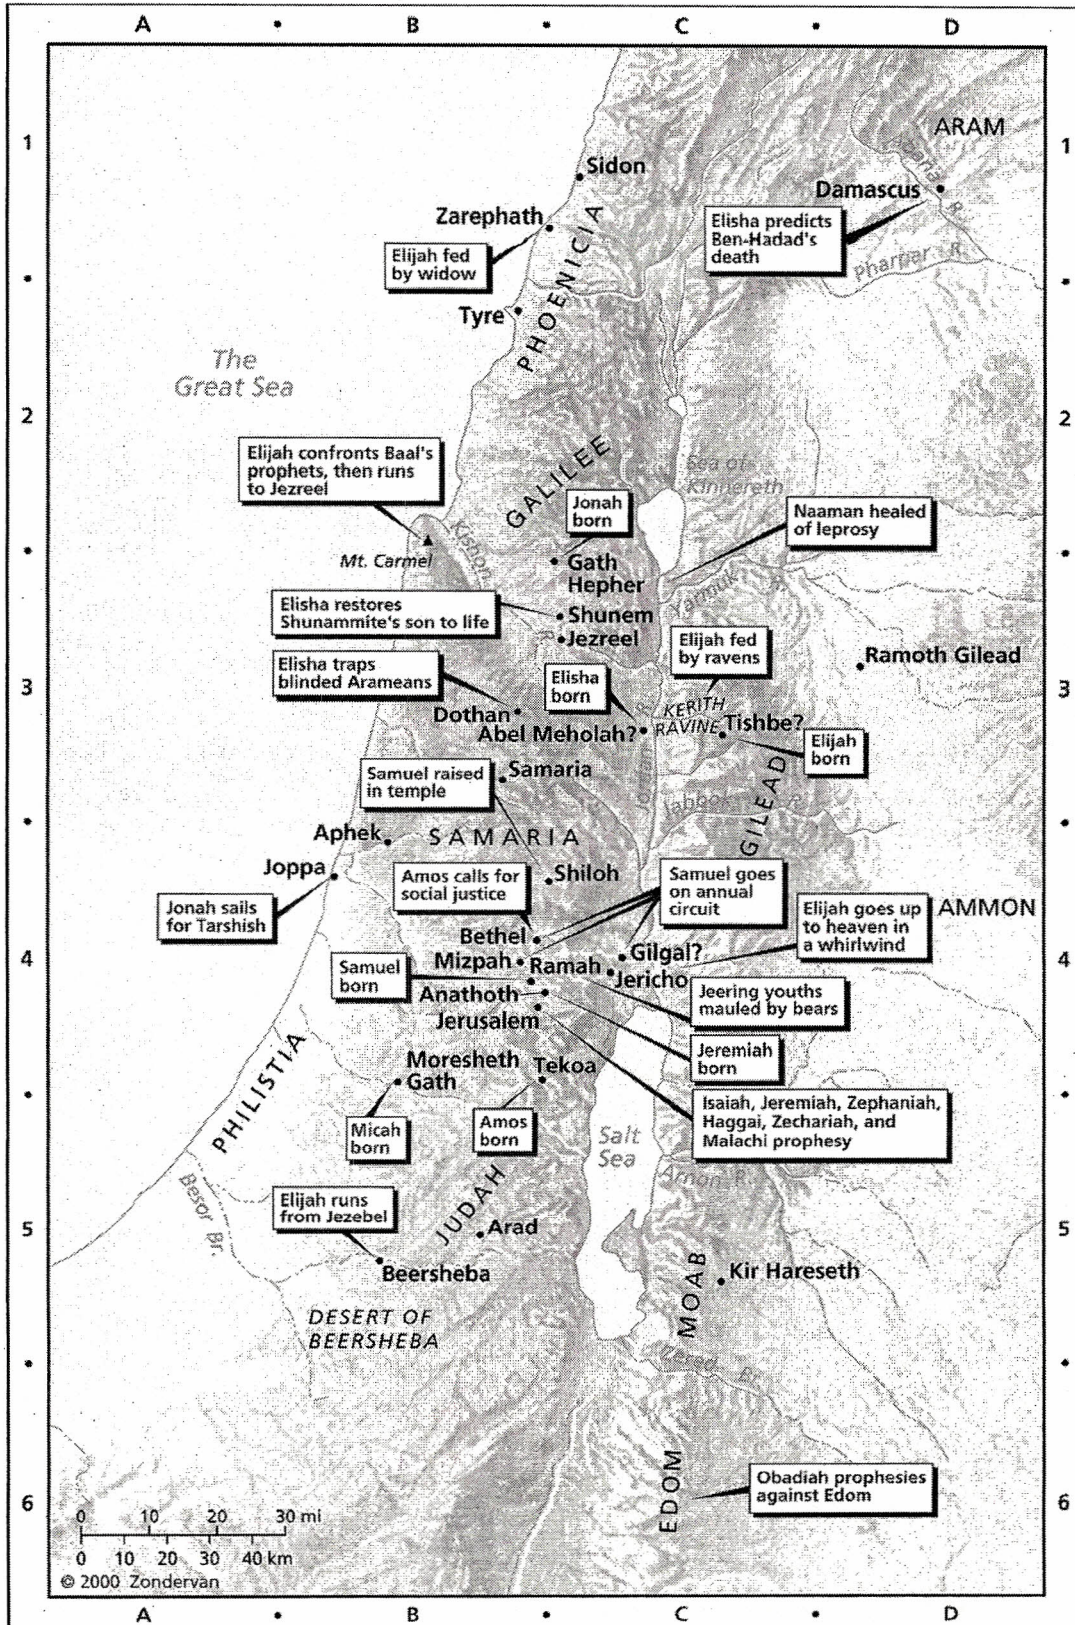 A
B
C
D
1
1
ARAM
Abana R.
Sidon
Damascus
Zarephath
Elisha predicts
Ben-Hadad's
death
Elijah fed
by widow
Pharpar R.
PHOENICIA
Tyre
The
Great Sea
2
2
Elijah confronts Baal's
prophets, then runs
to Jezreel
GALILEE
Sea of
Kinnereth
Jonah
born
Naaman healed
of leprosy
Mt. Carmel
Kishon
R.
Gath
Hepher
Yarmuk R.
Elisha restores
Shunammite's son to life
Shunem
Jezreel
Elijah fed
by ravens
Ramoth Gilead
Elisha traps
blinded Arameans
Elisha
born
3
3
KERITH
RAVINE
Dothan
Abel Meholah?
Tishbe?
Elijah
born
Jordan R.
Samuel raised
in temple
Samaria
GILEAD
Jabbok R.
Aphek
SAMARIA
Joppa
Amos calls for
social justice
Shiloh
Samuel goes
on annual
circuit
Jonah sails
for Tarshish
Elijah goes up
to heaven in
a whirlwind
AMMON
Bethel
Gilgal?
4
4
Mizpah
Ramah
Jericho
Samuel
born
Anathoth
Jeering youths
mauled by bears
Jerusalem
Jeremiah
born
PHILISTIA
Moresheth
Gath
Tekoa
Isaiah, Jeremiah, Zephaniah,
Haggai, Zechariah, and
Malachi prophesy
Micah
born
Amos
born
Salt
Sea
Arnon R.
JUDAH
Besor Br.
Elijah runs
from Jezebel
5
5
Arad
Beersheba
MOAB
Kir Hareseth
DESERT OF
BEERSHEBA
Zered Br.
EDOM
Obadiah prophesies
against Edom
6
6
0 10 20 30 mi
0 10 20 30 40 km
© 2000 Zondervan
A
B
C
D